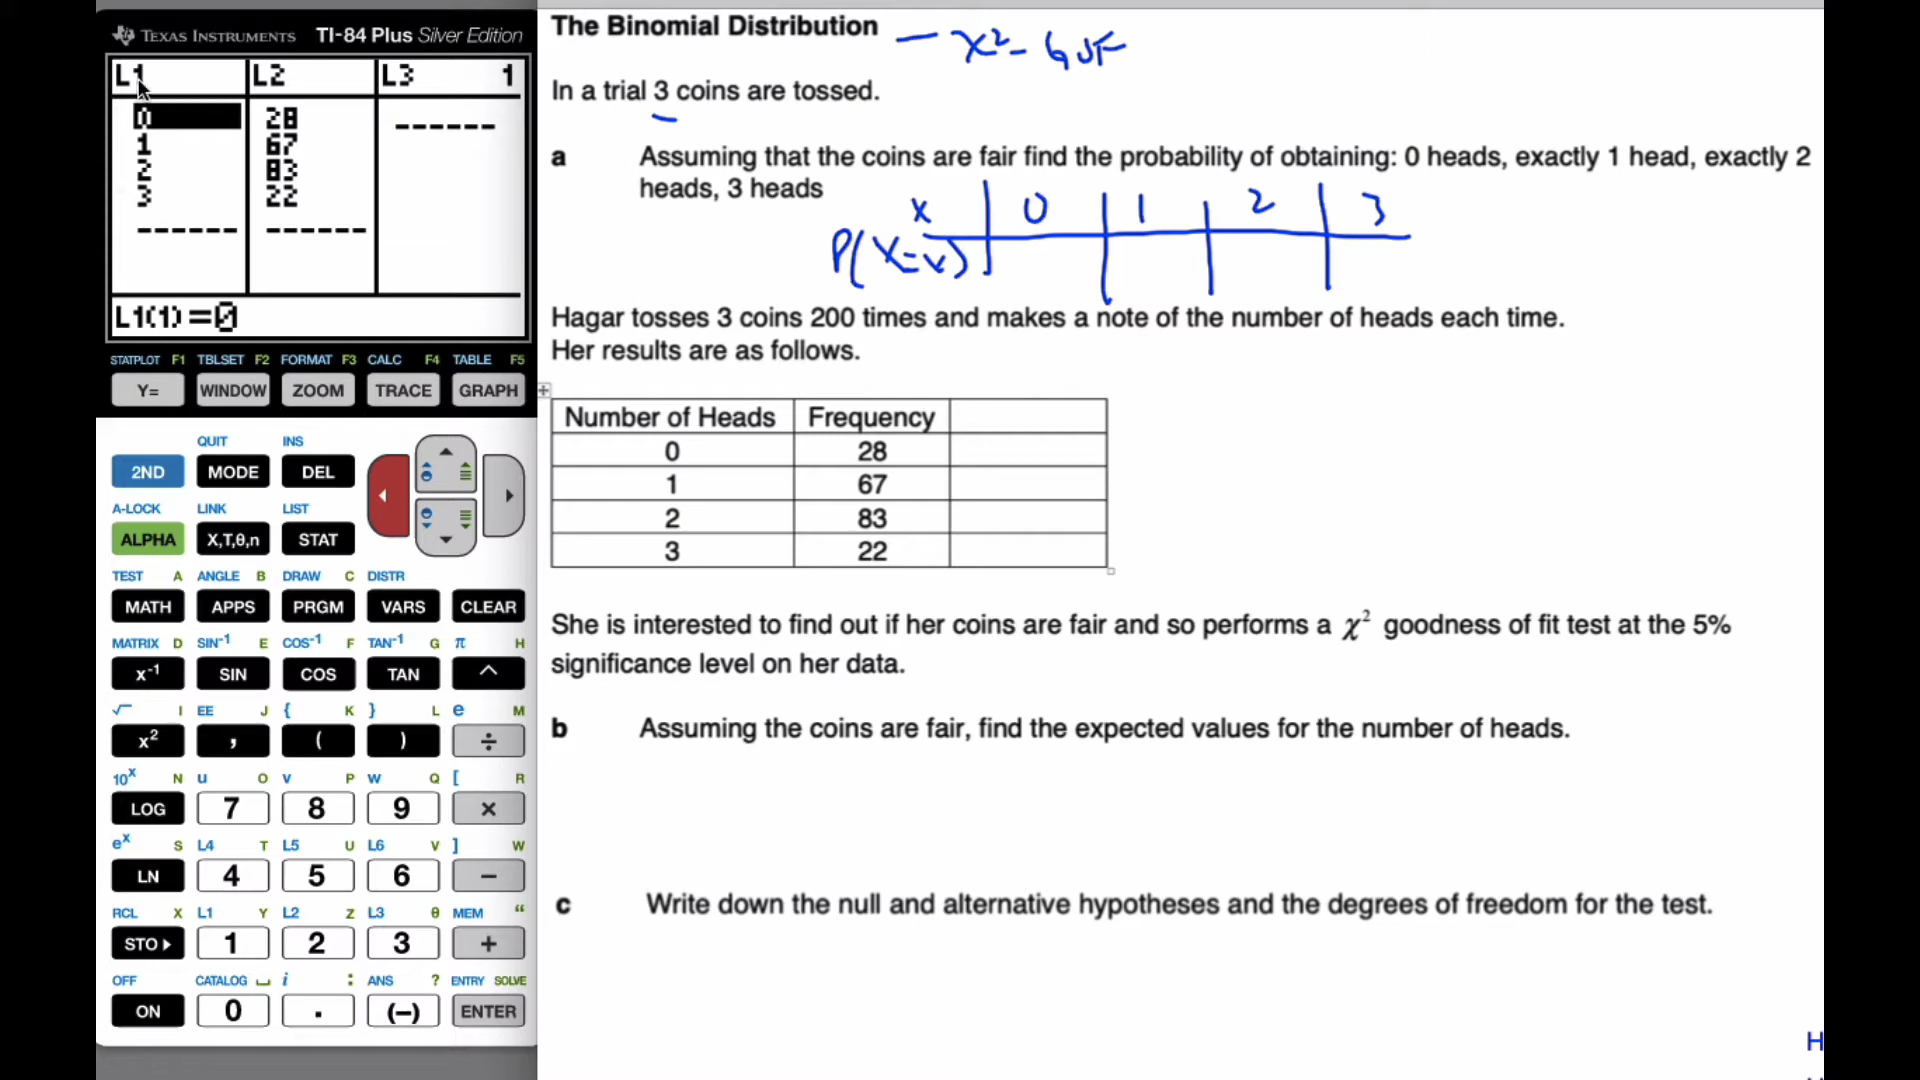 TEXAS INSTRUMENTS TI-84 Plus Silver Edition
L1 L2 L3 1
0 28 ------
1 67
2 83
3 22
------ ------
L1(1)=0
STATPLOT F1 TBLSET F2 FORMAT F3 CALC F4 TABLE F5
Y= WINDOW ZOOM TRACE GRAPH
QUIT INS
2ND MODE DEL
A-LOCK LINK LIST
ALPHA X,T,θ,n STAT
TEST A ANGLE B DRAW C DISTR
MATH APPS PRGM VARS CLEAR
MATRIX D SIN⁻¹ E COS⁻¹ F TAN⁻¹ G π H
x⁻¹ SIN COS TAN ^
√ I EE J { K } L e M
x² , ( ) ÷
10ˣ N u O v P w Q [ R
LOG 7 8 9 ×
eˣ S L4 T L5 U L6 V ] W
LN 4 5 6 −
RCL X L1 Y L2 Z L3 θ MEM "
STO▸ 1 2 3 +
OFF CATALOG ⎵ i : ANS ? ENTRY SOLVE
ON 0 . (−) ENTER
The Binomial Distribution — χ² - GOF
In a trial 3 coins are tossed.
a Assuming that the coins are fair find the probability of obtaining: 0 heads, exactly 1 head, exactly 2
heads, 3 heads
x 0 1 2 3
P(X=x)
Hagar tosses 3 coins 200 times and makes a note of the number of heads each time.
Her results are as follows.
Number of Heads Frequency
0 28
1 67
2 83
3 22
She is interested to find out if her coins are fair and so performs a χ² goodness of fit test at the 5%
significance level on her data.
b Assuming the coins are fair, find the expected values for the number of heads.
c Write down the null and alternative hypotheses and the degrees of freedom for the test.
H